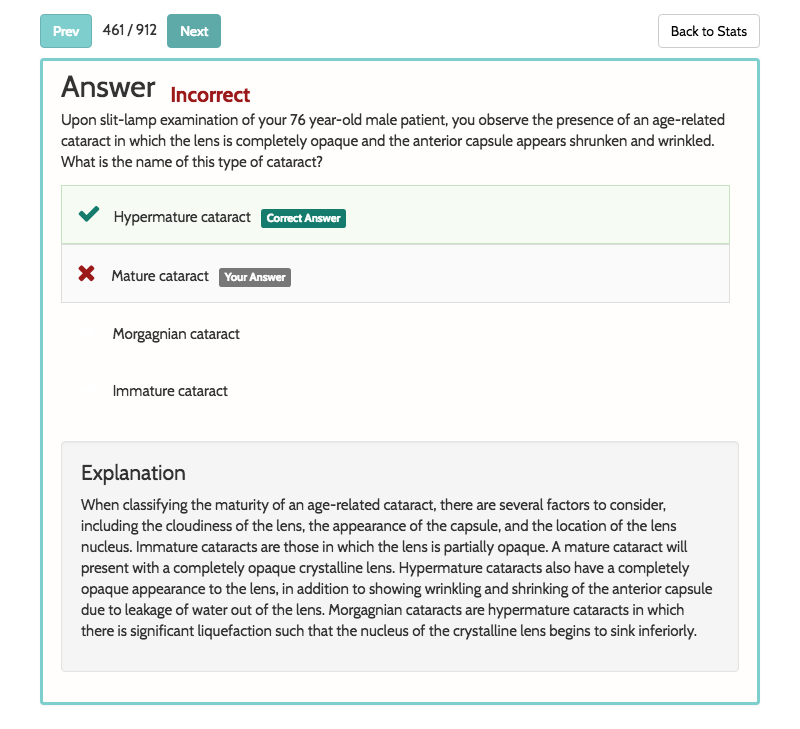 Prev 461 / 912 Next Back to Stats
Answer Incorrect
Upon slit-lamp examination of your 76 year-old male patient, you observe the presence of an age-related
cataract in which the lens is completely opaque and the anterior capsule appears shrunken and wrinkled.
What is the name of this type of cataract?
Hypermature cataract Correct Answer
Mature cataract Your Answer
Morgagnian cataract
Immature cataract
Explanation
When classifying the maturity of an age-related cataract, there are several factors to consider,
including the cloudiness of the lens, the appearance of the capsule, and the location of the lens
nucleus. Immature cataracts are those in which the lens is partially opaque. A mature cataract will
present with a completely opaque crystalline lens. Hypermature cataracts also have a completely
opaque appearance to the lens, in addition to showing wrinkling and shrinking of the anterior capsule
due to leakage of water out of the lens. Morgagnian cataracts are hypermature cataracts in which
there is significant liquefaction such that the nucleus of the crystalline lens begins to sink inferiorly.